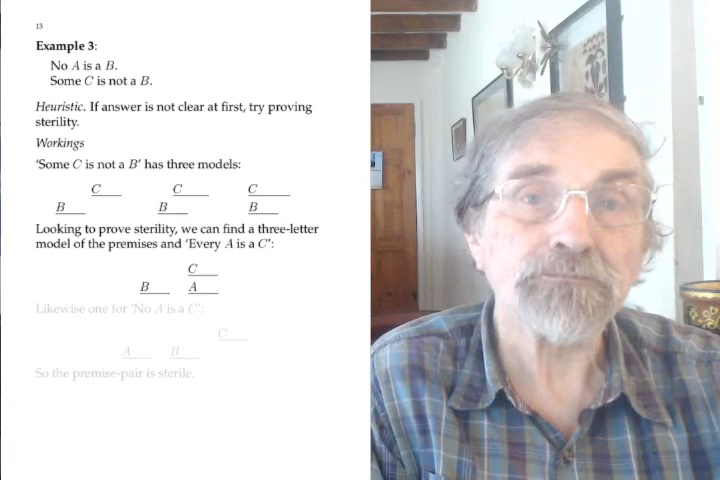 13
Example 3:
No A is a B.
Some C is not a B.
Heuristic. If answer is not clear at first, try proving
sterility.
Workings
'Some C is not a B' has three models:
C C C
B B B
Looking to prove sterility, we can find a three-letter
model of the premises and 'Every A is a C':
C
B A
Likewise one for 'No A is a C':
C
A B
So the premise-pair is sterile.